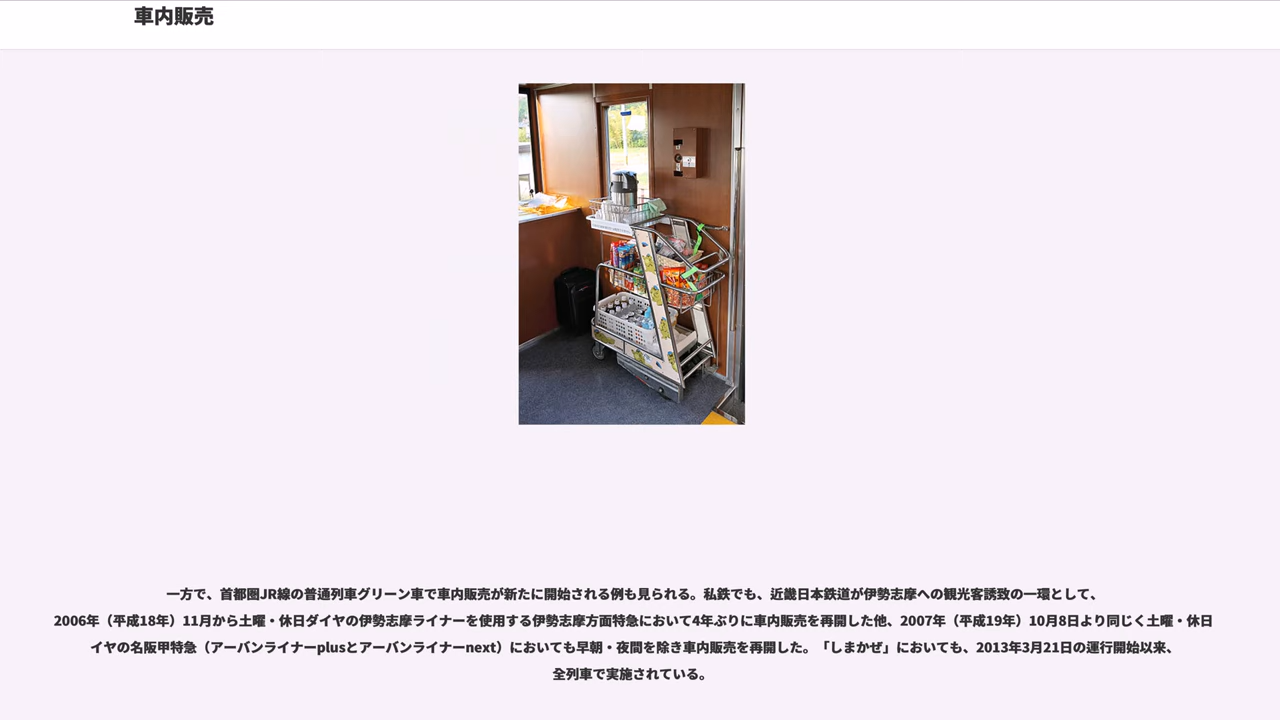 車内販売
一方で、首都圏JR線の普通列車グリーン車で車内販売が新たに開始される例も見られる。私鉄でも、近畿日本鉄道が伊勢志摩への観光客誘致の一環として、
2006年（平成18年）11月から土曜・休日ダイヤの伊勢志摩ライナーを使用する伊勢志摩方面特急において4年ぶりに車内販売を再開した他、2007年（平成19年）10月8日より同じく土曜・休日
イヤの名阪甲特急（アーバンライナーplusとアーバンライナーnext）においても早朝・夜間を除き車内販売を再開した。「しまかぜ」においても、2013年3月21日の運行開始以来、
全列車で実施されている。